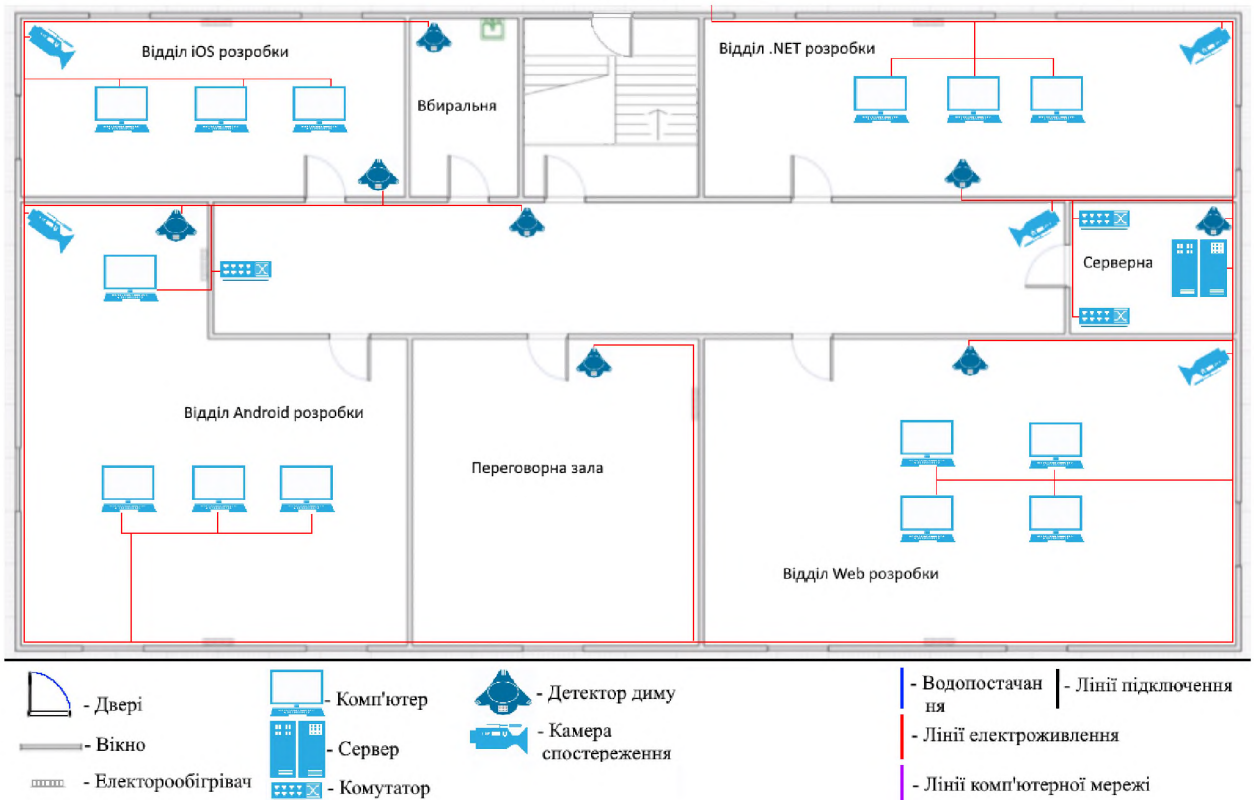 Відділ iOS розробки
Вбиральня
Відділ .NET розробки
Серверна
Відділ Android розробки
Переговорна зала
Відділ Web розробки
- Двері
- Вікно
- Електорообігрівач
- Комп'ютер
- Сервер
- Комутатор
- Детектор диму
- Камера
спостереження
- Водопостачан
ня
- Лінії підключення
- Лінії електроживлення
- Лінії комп'ютерної мережі